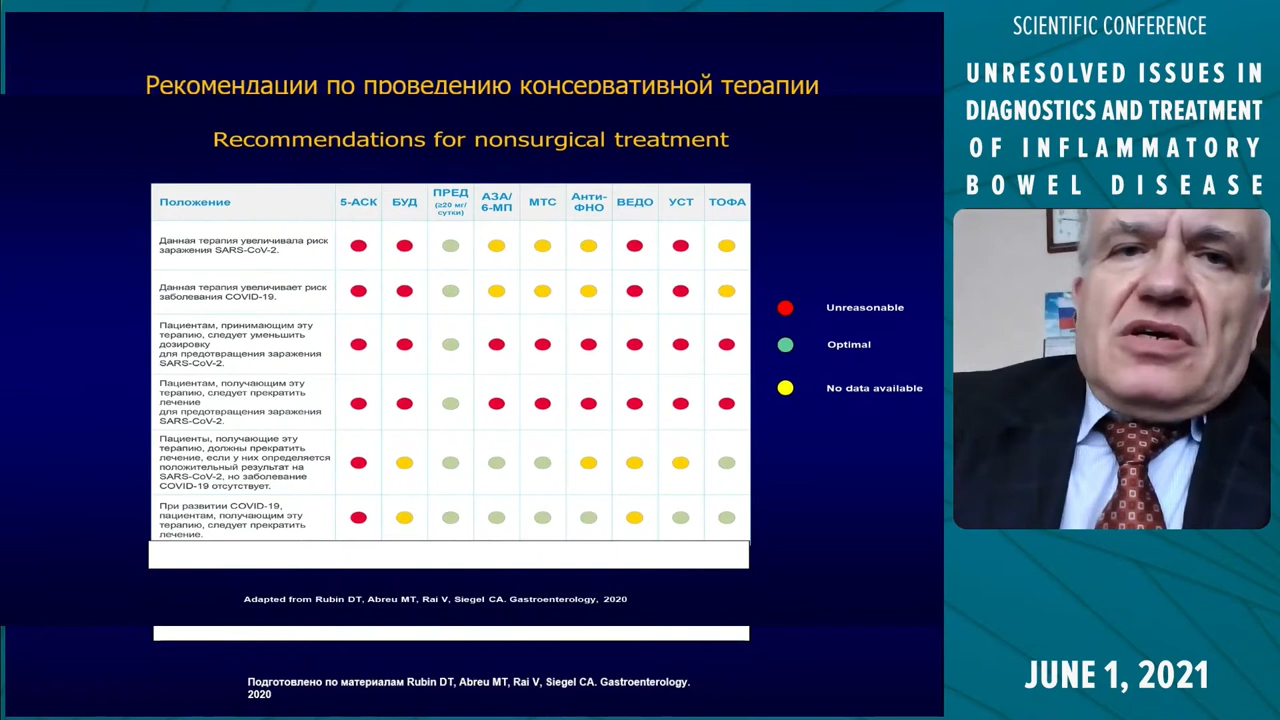 Рекомендации по проведению консервативной терапии
Recommendations for nonsurgical treatment
Положение
5-АСК
БУД
ПРЕД
(≥20 мг/
сутки)
АЗА/
6-МП
МТС
Анти-
ФНО
ВЕДО
УСТ
ТОФА
Данная терапия увеличивала риск
заражения SARS-CoV-2.
Данная терапия увеличивает риск
заболевания COVID-19.
Пациентам, принимающим эту
терапию, следует уменьшить
дозировку
для предотвращения заражения
SARS-CoV-2.
Пациентам, получающим эту
терапию, следует прекратить
лечение
для предотвращения заражения
SARS-CoV-2.
Пациенты, получающие эту
терапию, должны прекратить
лечение, если у них определяется
положительный результат на
SARS-CoV-2, но заболевание
COVID-19 отсутствует.
При развитии COVID-19,
пациентам, получающим эту
терапию, следует прекратить
лечение.
Unreasonable
Optimal
No data available
Adapted from Rubin DT, Abreu MT, Rai V, Siegel CA. Gastroenterology, 2020
Подготовлено по материалам Rubin DT, Abreu MT, Rai V, Siegel CA. Gastroenterology.
2020
SCIENTIFIC CONFERENCE
UNRESOLVED ISSUES IN
DIAGNOSTICS AND TREATMENT
OF INFLAMMATORY
BOWEL DISEASE
JUNE 1, 2021